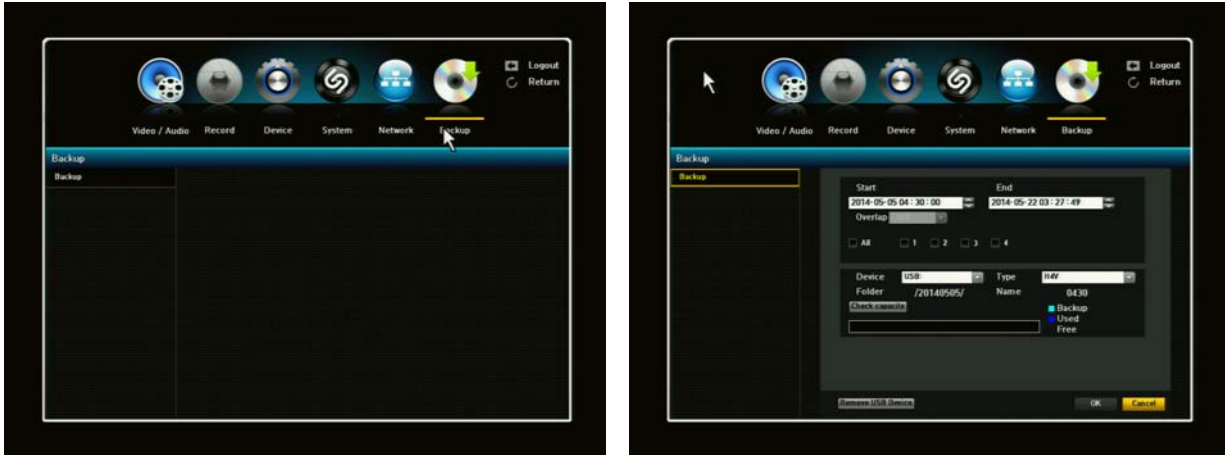 Logout
Return
Video / Audio Record Device System Network Backup
Backup
Backup
Logout
Return
Video / Audio Record Device System Network Backup
Backup
Backup
Start End
2014-05-05 04 : 30 : 00 2014-05-22 03 : 27 : 49
Overlap
All 1 2 3 4
Device USB: Type H4V
Folder /20140505/ Name 0430
Check capacity
Backup
Used
Free
Remove USB Device OK Cancel